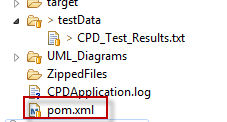 target
> testData
> CPD_Test_Results.txt
UML_Diagrams
ZippedFiles
CPDApplication.log
pom.xml